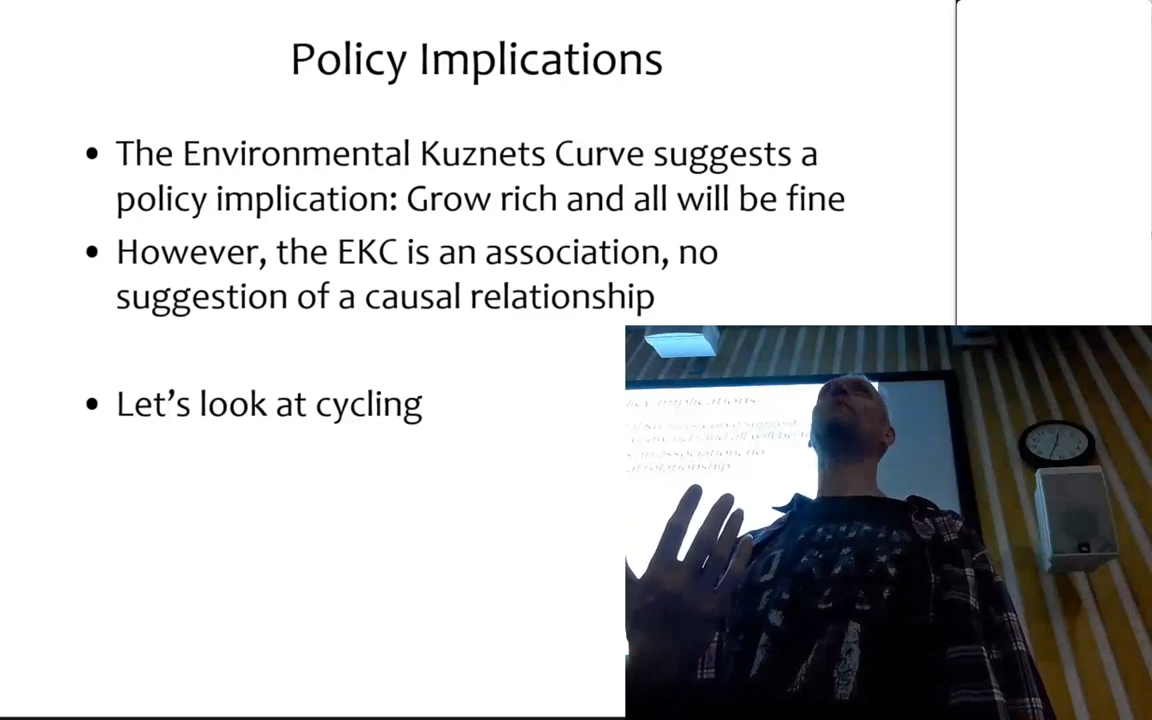 Policy Implications
• The Environmental Kuznets Curve suggests a
policy implication: Grow rich and all will be fine
• However, the EKC is an association, no
suggestion of a causal relationship
• Let’s look at cycling